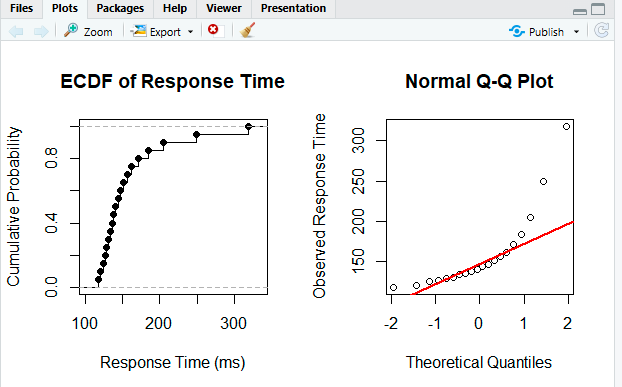 Files Plots Packages Help Viewer Presentation
Zoom Export Publish
ECDF of Response Time
Cumulative Probability
0.0 0.4 0.8
100 200 300
Response Time (ms)
Normal Q-Q Plot
Observed Response Time
150 200 250 300
-2 -1 0 1 2
Theoretical Quantiles